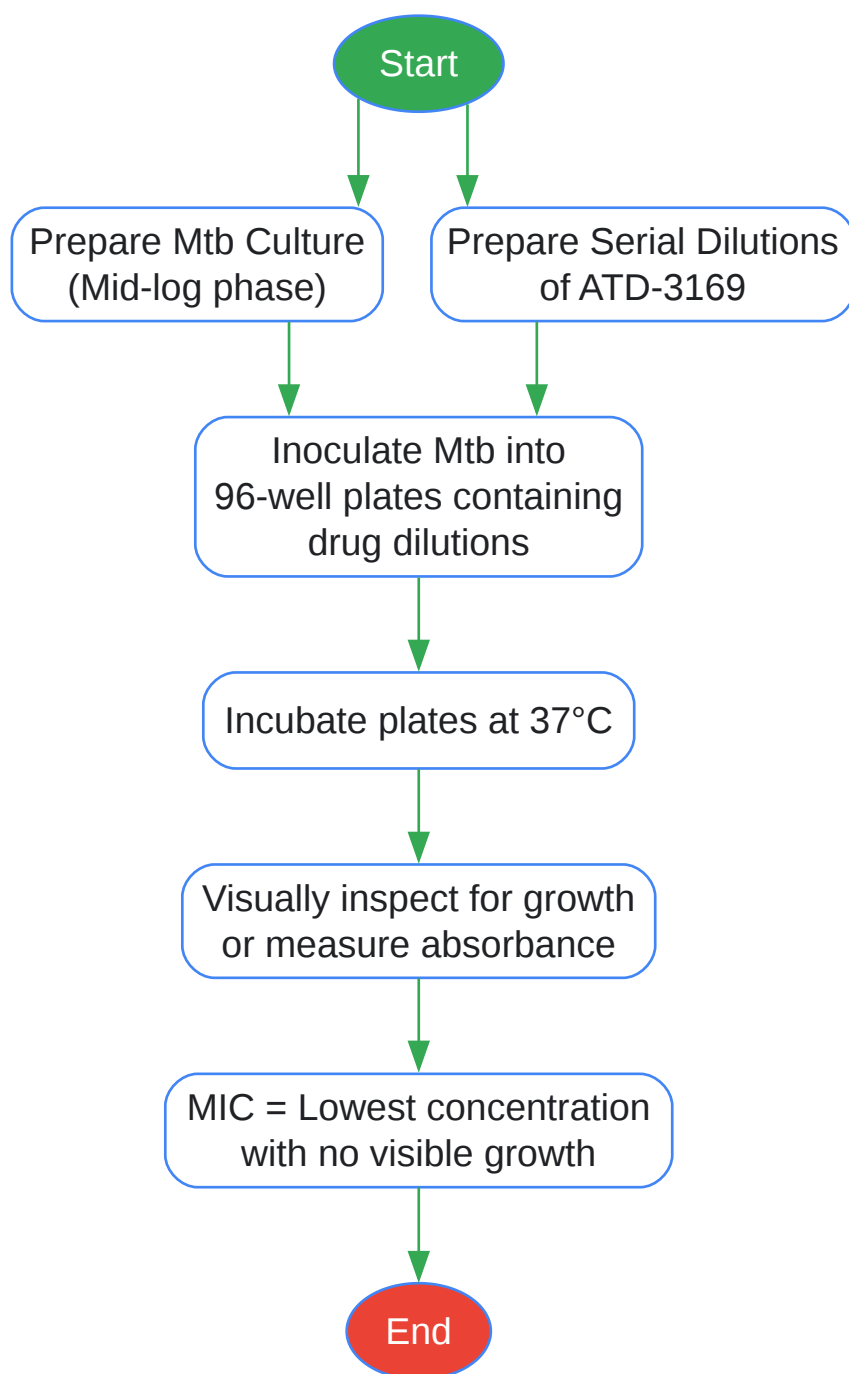 Start
Prepare Mtb Culture
(Mid-log phase)
Prepare Serial Dilutions
of ATD-3169
Inoculate Mtb into
96-well plates containing
drug dilutions
Incubate plates at 37°C
Visually inspect for growth
or measure absorbance
MIC = Lowest concentration
with no visible growth
End